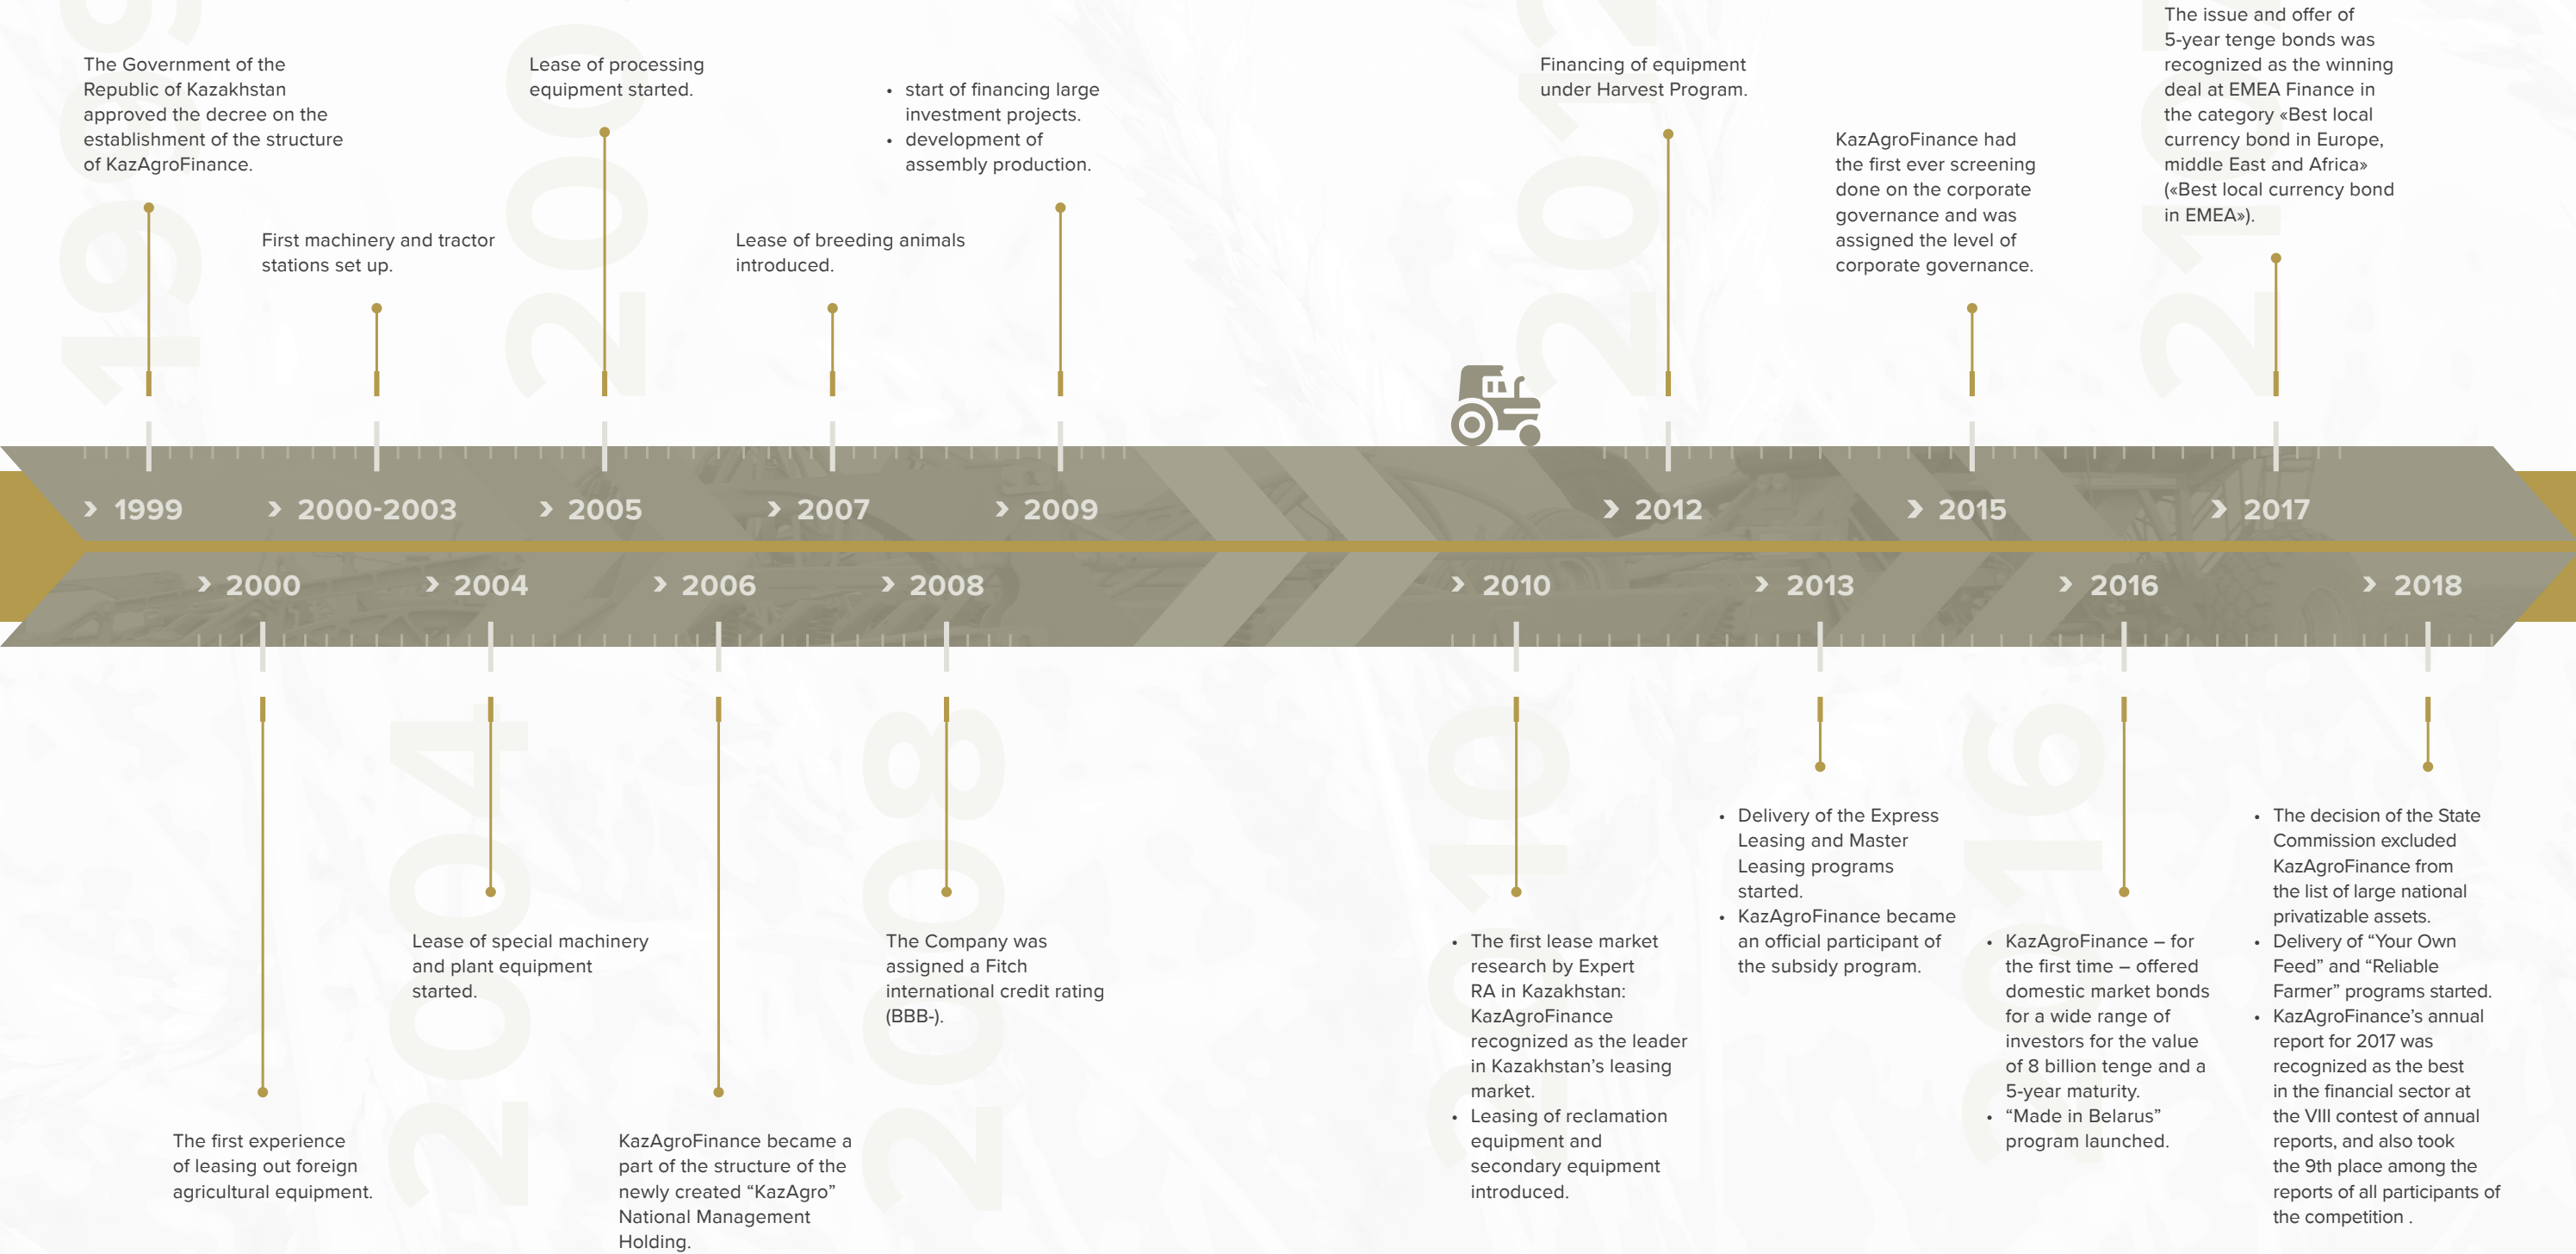 The Government of the
Republic of Kazakhstan
approved the decree on the
establishment of the structure
of KazAgroFinance.
First machinery and tractor
stations set up.
Lease of processing
equipment started.
Lease of breeding animals
introduced.
• start of financing large
investment projects.
• development of
assembly production.
Financing of equipment
under Harvest Program.
KazAgroFinance had
the first ever screening
done on the corporate
governance and was
assigned the level of
corporate governance.
The issue and offer of
5-year tenge bonds was
recognized as the winning
deal at EMEA Finance in
the category «Best local
currency bond in Europe,
middle East and Africa»
(«Best local currency bond
in EMEA»).
1999
200
2012
2017
› 1999 › 2000-2003 › 2005 › 2007 › 2009 › 2012 › 2015 › 2017
› 2000 › 2004 › 2006 › 2008 › 2010 › 2013 › 2016 › 2018
2004
2008
2010
2016
The first experience
of leasing out foreign
agricultural equipment.
Lease of special machinery
and plant equipment
started.
KazAgroFinance became a
part of the structure of the
newly created “KazAgro”
National Management
Holding.
The Company was
assigned a Fitch
international credit rating
(BBB-).
• The first lease market
research by Expert
RA in Kazakhstan:
KazAgroFinance
recognized as the leader
in Kazakhstan’s leasing
market.
• Leasing of reclamation
equipment and
secondary equipment
introduced.
• Delivery of the Express
Leasing and Master
Leasing programs
started.
• KazAgroFinance became
an official participant of
the subsidy program.
• KazAgroFinance – for
the first time – offered
domestic market bonds
for a wide range of
investors for the value
of 8 billion tenge and a
5-year maturity.
• “Made in Belarus”
program launched.
• The decision of the State
Commission excluded
KazAgroFinance from
the list of large national
privatizable assets.
• Delivery of “Your Own
Feed” and “Reliable
Farmer” programs started.
• KazAgroFinance’s annual
report for 2017 was
recognized as the best
in the financial sector at
the VIII contest of annual
reports, and also took
the 9th place among the
reports of all participants of
the competition .